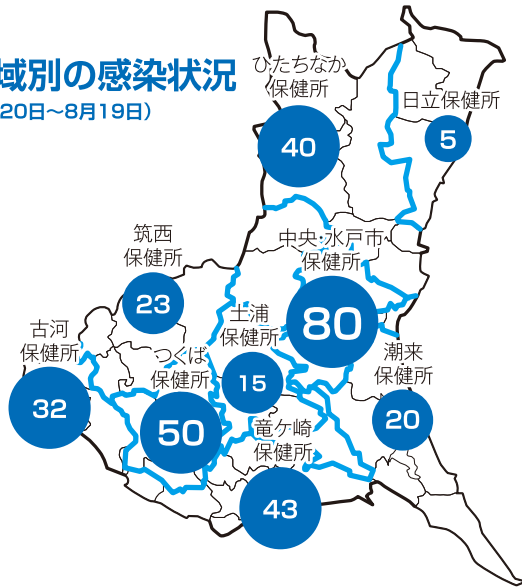 域別の感染状況
20日～8月19日）
ひたちなか
保健所
40
日立保健所
5
中央・水戸市
保健所
80
筑西
保健所
23
土浦
保健所
15
古河
保健所
32
つくば
保健所
50
潮来
保健所
20
竜ケ崎
保健所
43